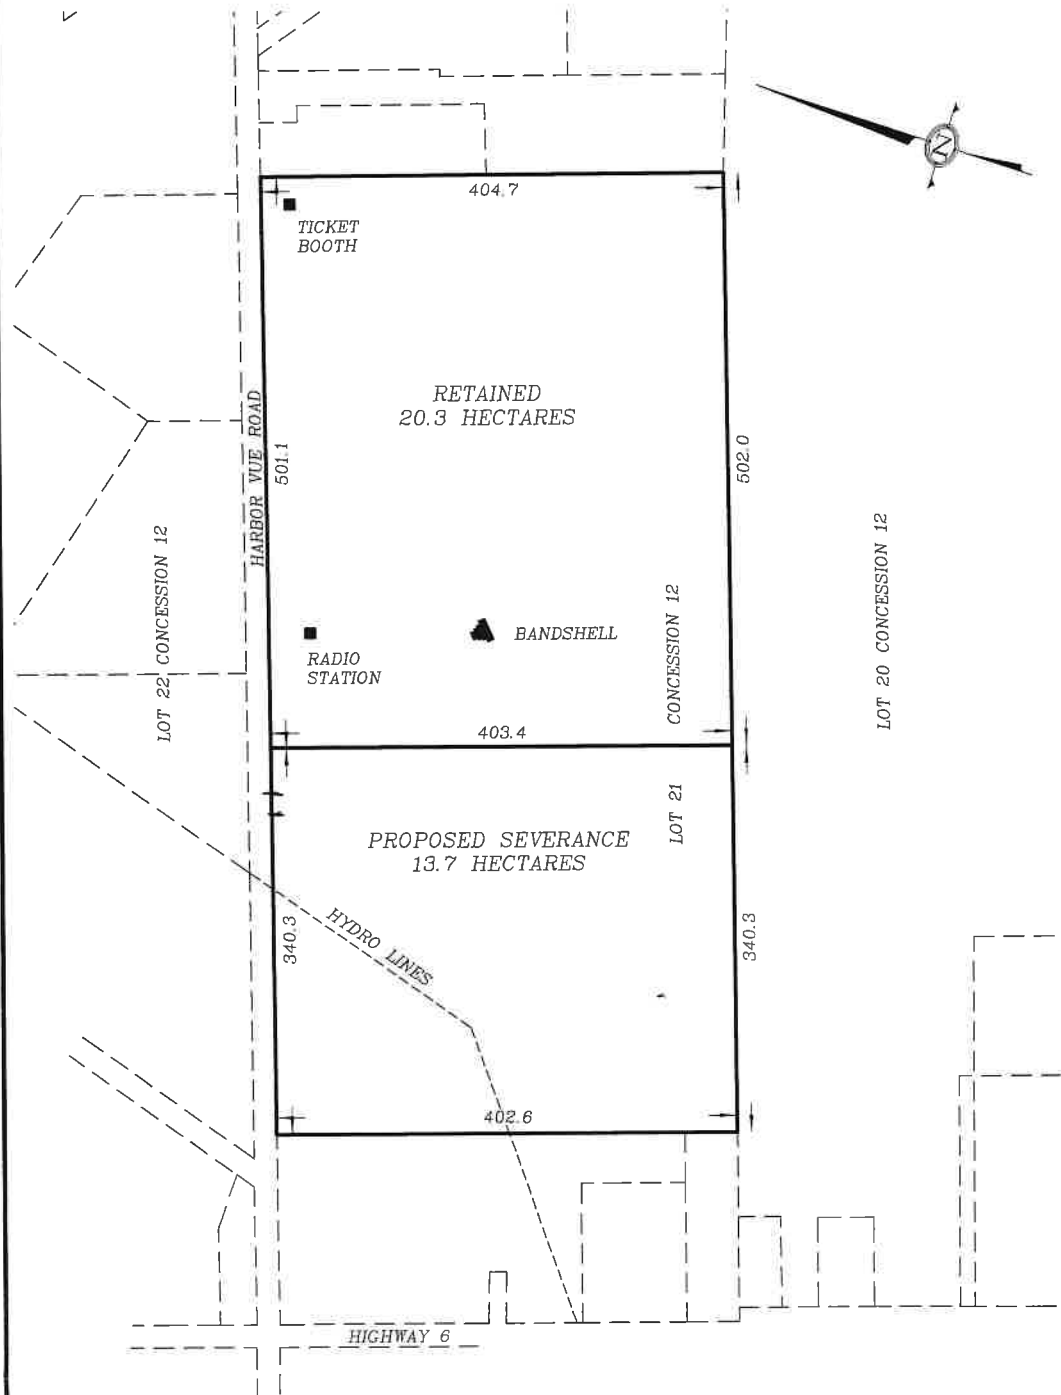 N
404.7
TICKET
BOOTH
RETAINED
20.3 HECTARES
HARBOR VUE ROAD
501.1
502.0
LOT 22 CONCESSION 12
LOT 20 CONCESSION 12
BANDSHELL
RADIO
STATION
LOT 21 CONCESSION 12
403.4
PROPOSED SEVERANCE
13.7 HECTARES
340.3
HYDRO LINES
340.3
402.6
HIGHWAY 6